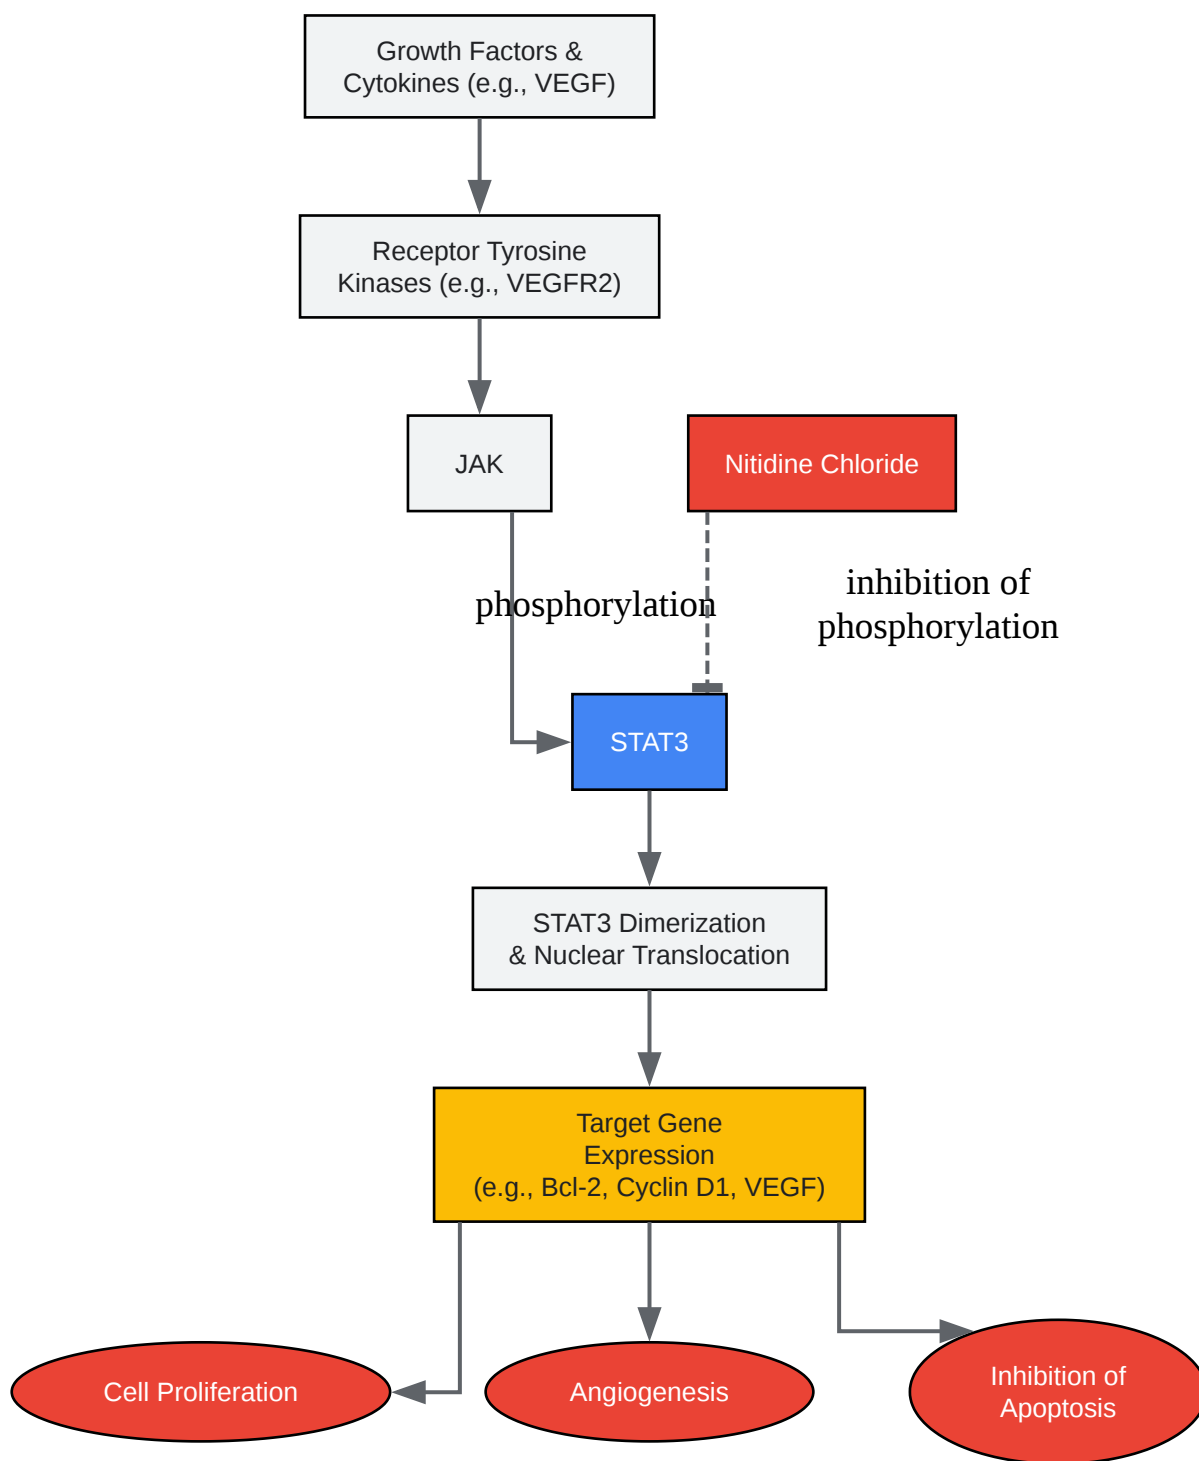 Growth Factors &
Cytokines (e.g., VEGF)
Receptor Tyrosine
Kinases (e.g., VEGFR2)
JAK
Nitidine Chloride
phosphorylation
inhibition of
phosphorylation
STAT3
STAT3 Dimerization
& Nuclear Translocation
Target Gene
Expression
(e.g., Bcl-2, Cyclin D1, VEGF)
Cell Proliferation
Angiogenesis
Inhibition of
Apoptosis